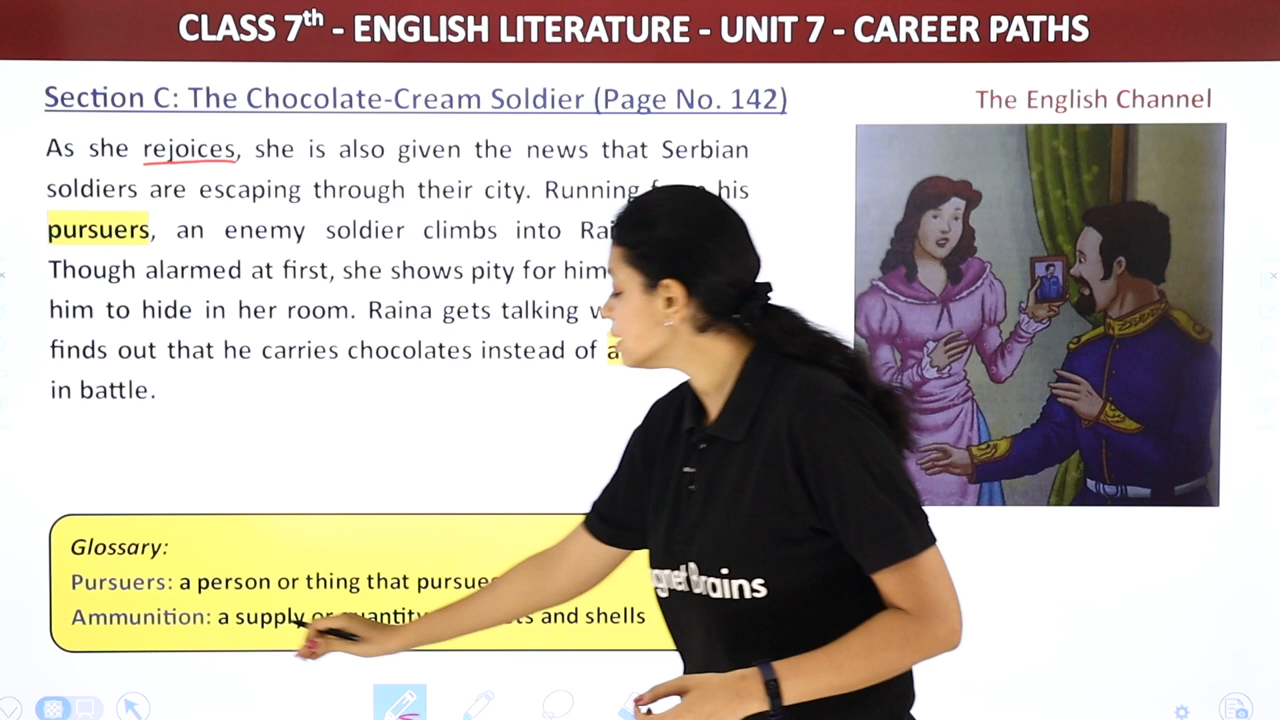 CLASS 7th - ENGLISH LITERATURE - UNIT 7 - CAREER PATHS
Section C: The Chocolate-Cream Soldier (Page No. 142)
The English Channel
As she rejoices, she is also given the news that Serbian
soldiers are escaping through their city. Running his
pursuers, an enemy soldier climbs into
Though alarmed at first, she shows pity for him
him to hide in her room. Raina gets talking
finds out that he carries chocolates instead of
in battle.
Glossary:
Pursuers: a person or thing that
Ammunition: a supply or and shells
Brains